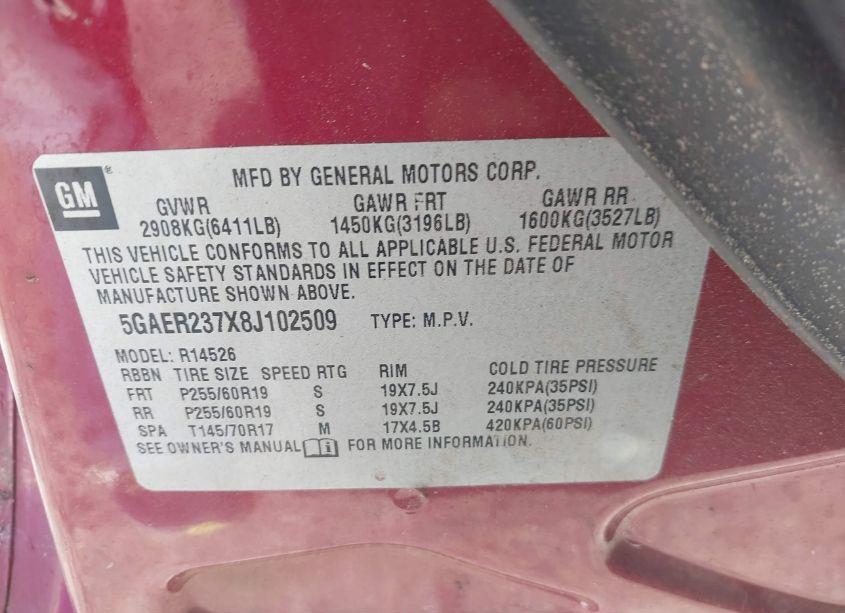 GM ®
MFD BY GENERAL MOTORS CORP.
GVWR GAWR FRT GAWR RR
2908KG(6411LB) 1450KG(3196LB) 1600KG(3527LB)
THIS VEHICLE CONFORMS TO ALL APPLICABLE U.S. FEDERAL MOTOR
VEHICLE SAFETY STANDARDS IN EFFECT ON THE DATE OF
MANUFACTURE SHOWN ABOVE.
5GAER237X8J102509 TYPE: M.P.V.
MODEL: R14526
RBBN TIRE SIZE SPEED RTG RIM COLD TIRE PRESSURE
FRT P255/60R19 S 19X7.5J 240KPA(35PSI)
RR P255/60R19 S 19X7.5J 240KPA(35PSI)
SPA T145/70R17 M 17X4.5B 420KPA(60PSI)
SEE OWNER'S MANUAL i FOR MORE INFORMATION.